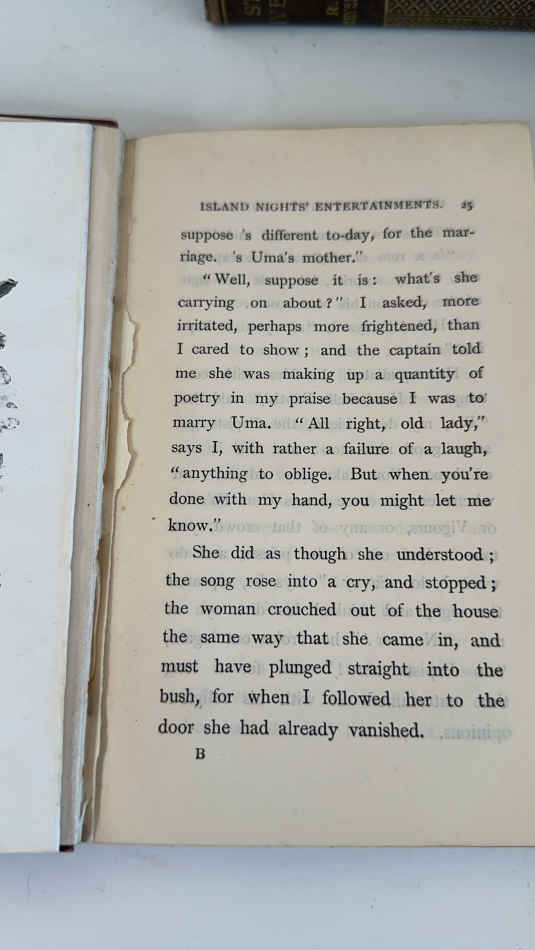 ISLAND NIGHTS' ENTERTAINMENTS. 25
suppose 's different to-day, for the mar-
riage. 's Uma's mother."
"Well, suppose it is: what's she
carrying on about?" I asked, more
irritated, perhaps more frightened, than
I cared to show; and the captain told
me she was making up a quantity of
poetry in my praise because I was to
marry Uma. "All right, old lady,"
says I, with rather a failure of a laugh,
"anything to oblige. But when you're
done with my hand, you might let me
know."
She did as though she understood;
the song rose into a cry, and stopped;
the woman crouched out of the house
the same way that she came in, and
must have plunged straight into the
bush, for when I followed her to the
door she had already vanished.
B